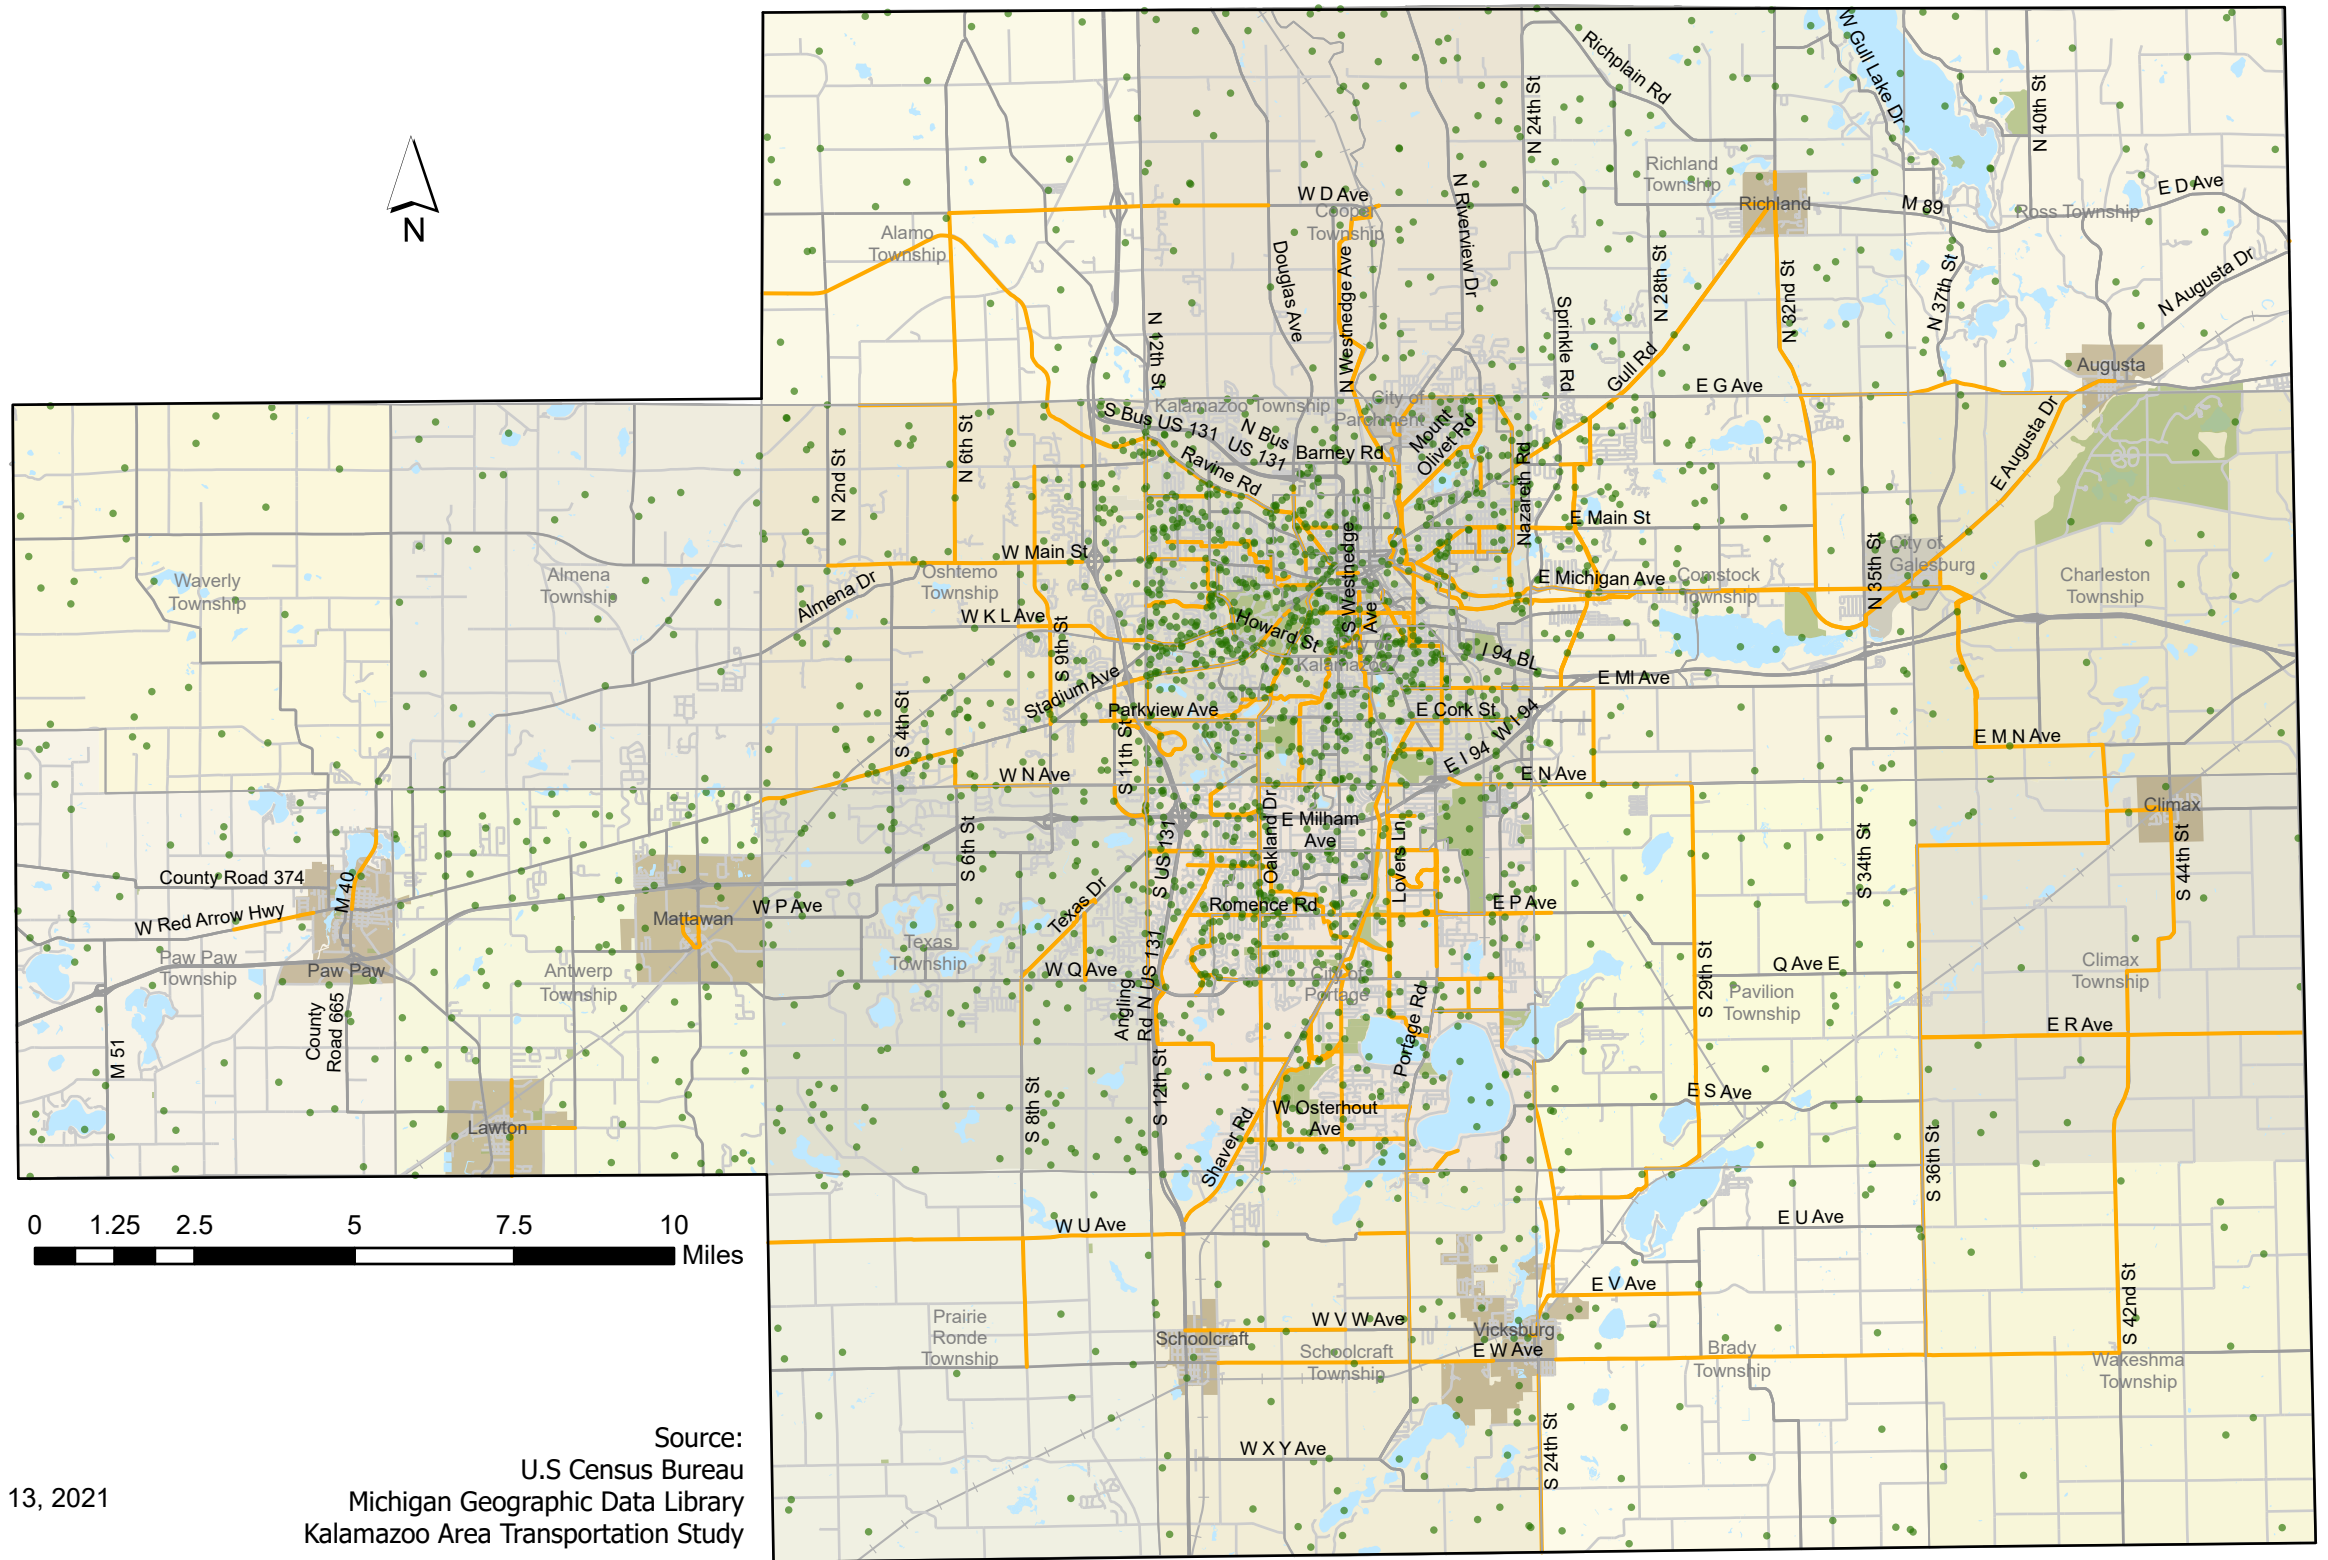 N
W Gull Lake Dr
Richplain Rd
N 24th St
N 40th St
Richland
Township
Richland
M 89
Ross Township
E D Ave
N Augusta Dr
N 37th St
W D Ave
Cooper
Township
N Riverview Dr
Alamo
Township
Douglas Ave
N Westnedge Ave
N 28th St
N 32nd St
Sprinkle Rd
Gull Rd
N 12th St
E G Ave
Augusta
E Augusta Dr
Kalamazoo Township
City of
Parchment
S Bus US 131
N Bus
US 131
Barney Rd
Mount
Olivet Rd
Ravine Rd
Nazareth Rd
N 6th St
N 2nd St
E Main St
W Main St
S Westnedge
Ave
N 35th St
City of
Galesburg
Charleston
Township
E Michigan Ave
Comstock
Township
Waverly
Township
Almena
Township
Almena Dr
Oshtemo
Township
W K L Ave
S 9th St
Howard St
City of
Kalamazoo
I 94 BL
E MI Ave
Stadium Ave
Parkview Ave
E Cork St
W I 94
E I 94
S 4th St
S 11th St
E M N Ave
W N Ave
E N Ave
Climax
Oakland Dr
E Milham
Ave
Lovers Ln
S 6th St
S US 131
S 34th St
S 44th St
County Road 374
M 40
W Red Arrow Hwy
Mattawan
W P Ave
Texas Dr
Romence Rd
E P Ave
Paw Paw
Township
Paw Paw
Antwerp
Township
Texas
Township
W Q Ave
N US 131
Angling
Rd
City of
Portage
Portage Rd
S 29th St
Q Ave E
Pavilion
Township
Climax
Township
E R Ave
County
Road 665
M 51
Lawton
S 8th St
S 12th St
E S Ave
W Osterhout
Ave
Shaver Rd
S 36th St
W U Ave
E U Ave
0 1.25 2.5 5 7.5 10
Miles
E V Ave
S 42nd St
Prairie
Ronde
Township
W V W Ave
Schoolcraft
Schoolcraft
Township
Vicksburg
E W Ave
Brady
Township
Wakeshma
Township
W X Y Ave
S 24th St
Source:
U.S Census Bureau
Michigan Geographic Data Library
Kalamazoo Area Transportation Study
13, 2021